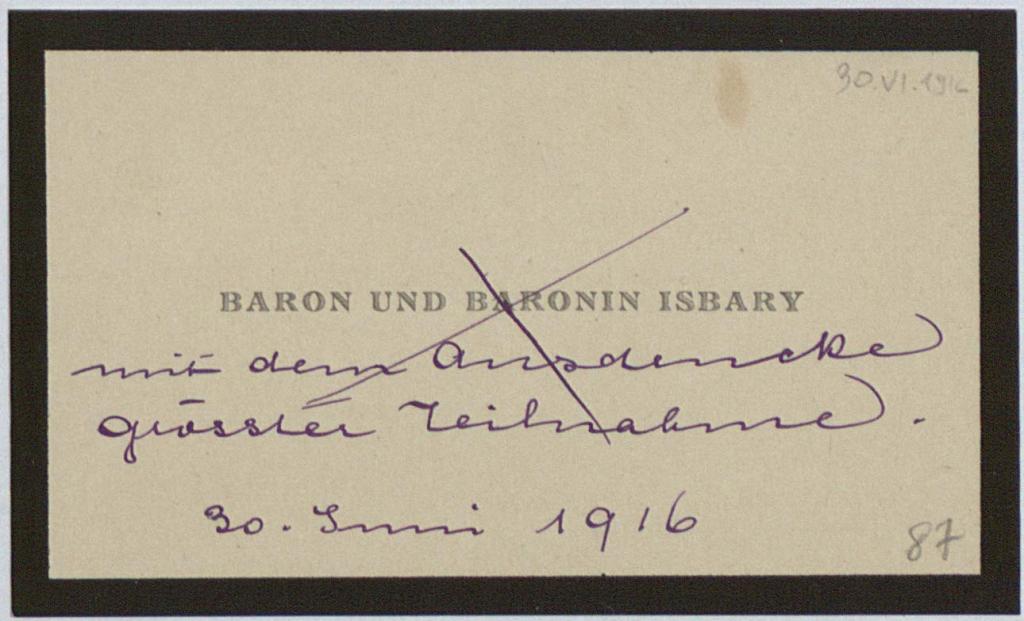 30.VI.1916
BARON UND BARONIN ISBARY
mit dem Ausdrucke
grösster Teilnahme.
30. Juni 1916
87